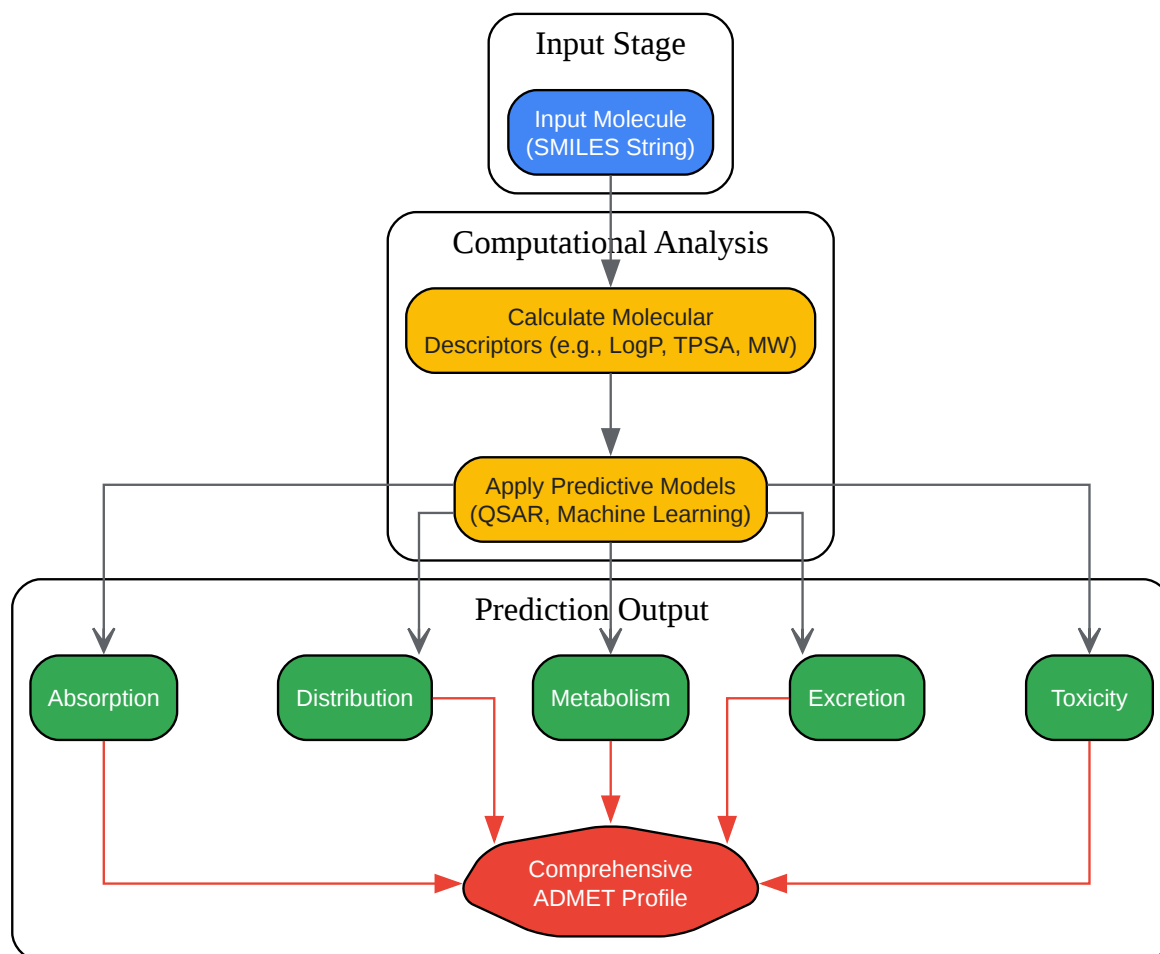 Input Stage
Input Molecule
(SMILES String)
Computational Analysis
Calculate Molecular
Descriptors (e.g., LogP, TPSA, MW)
Apply Predictive Models
(QSAR, Machine Learning)
Prediction Output
Absorption
Distribution
Metabolism
Excretion
Toxicity
Comprehensive
ADMET Profile